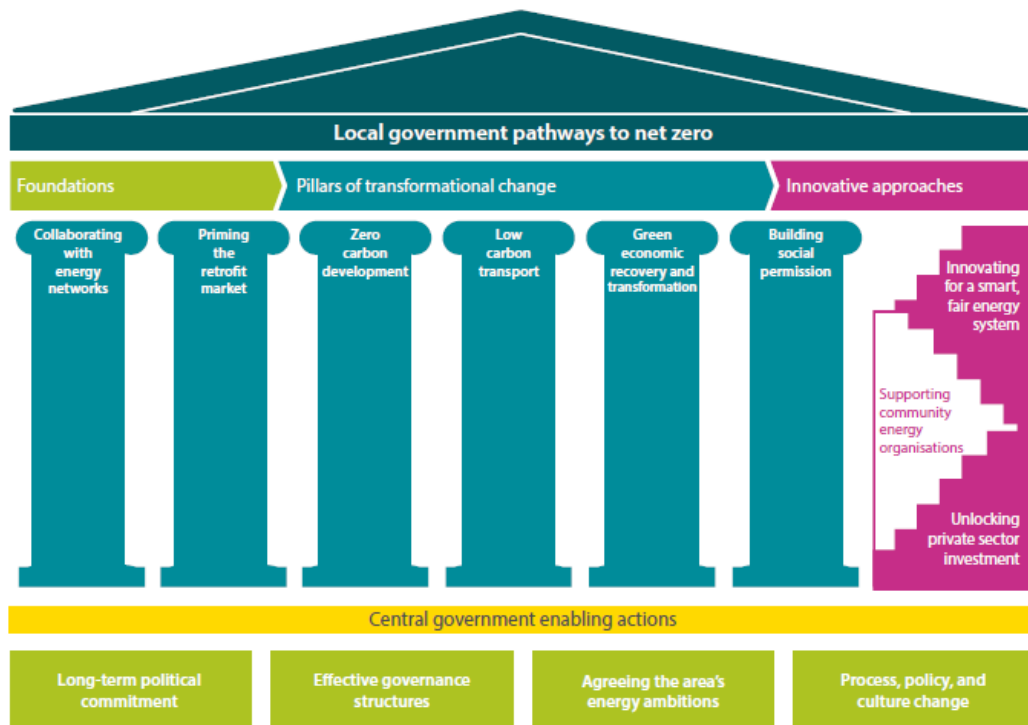 Local government pathways to net zero
Foundations
Pillars of transformational change
Innovative approaches
Collaborating
with
energy
networks
Priming
the
retrofit
market
Zero
carbon
development
Low
carbon
transport
Green
economic
recovery and
transformation
Building
social
permission
Innovating
for a smart,
fair energy
system
Supporting
community
energy
organisations
Unlocking
private sector
investment
Central government enabling actions
Long-term political
commitment
Effective governance
structures
Agreeing the area's
energy ambitions
Process, policy, and
culture change